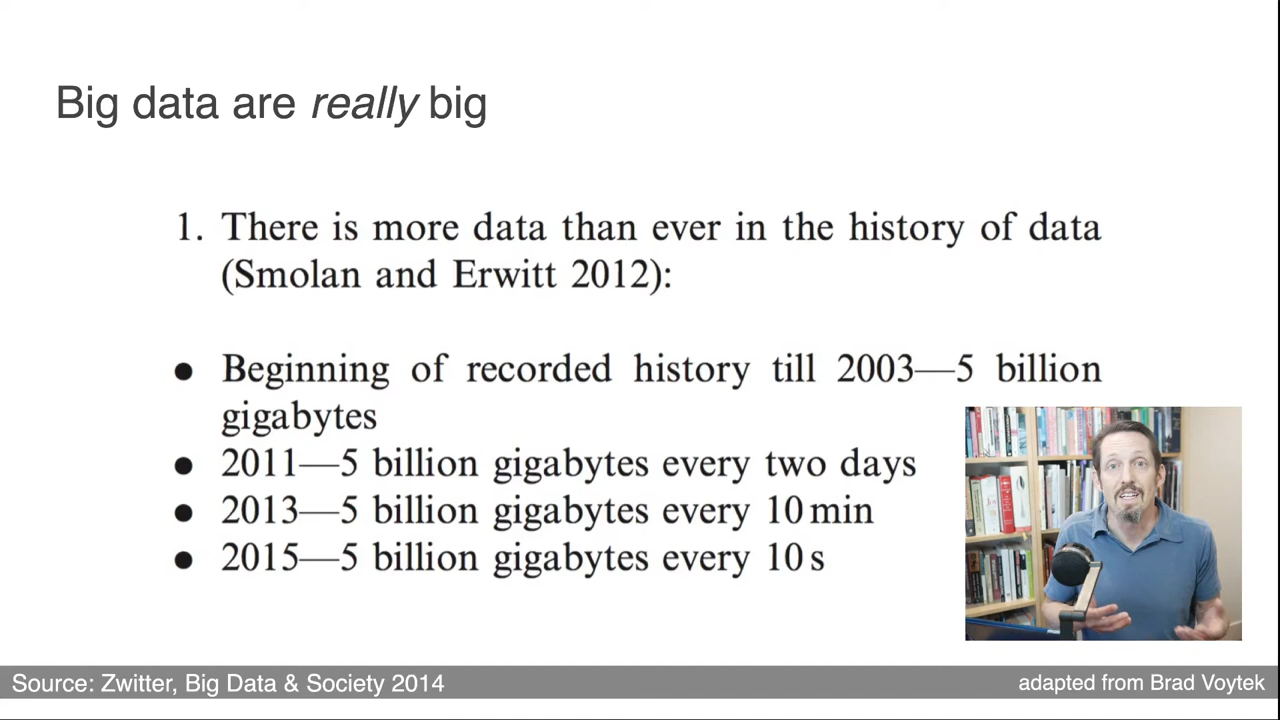 Big data are really big
1. There is more data than ever in the history of data
(Smolan and Erwitt 2012):
● Beginning of recorded history till 2003—5 billion
gigabytes
● 2011—5 billion gigabytes every two days
● 2013—5 billion gigabytes every 10 min
● 2015—5 billion gigabytes every 10 s
Source: Zwitter, Big Data & Society 2014
adapted from Brad Voytek